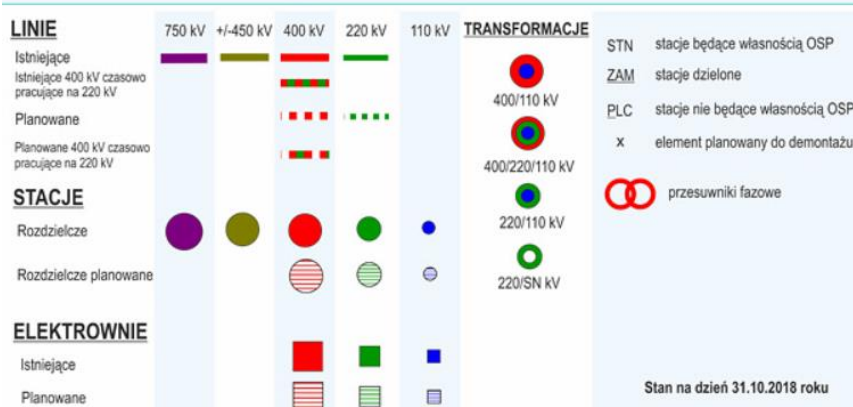 LINIE 750 kV +/-450 kV 400 kV 220 kV 110 kV TRANSFORMACJE
Istniejące
Istniejące 400 kV czasowo
pracujące na 220 kV
Planowane
Planowane 400 kV czasowo
pracujące na 220 kV
STACJE
Rozdzielcze
Rozdzielcze planowane
ELEKTROWNIE
Istniejące
Planowane
400/110 kV
400/220/110 kV
220/110 kV
220/SN kV
STN stacje będące własnością OSP
ZAM stacje dzielone
PLC stacje nie będące własnością OSP
x element planowany do demontażu
przesuwniki fazowe
Stan na dzień 31.10.2018 roku